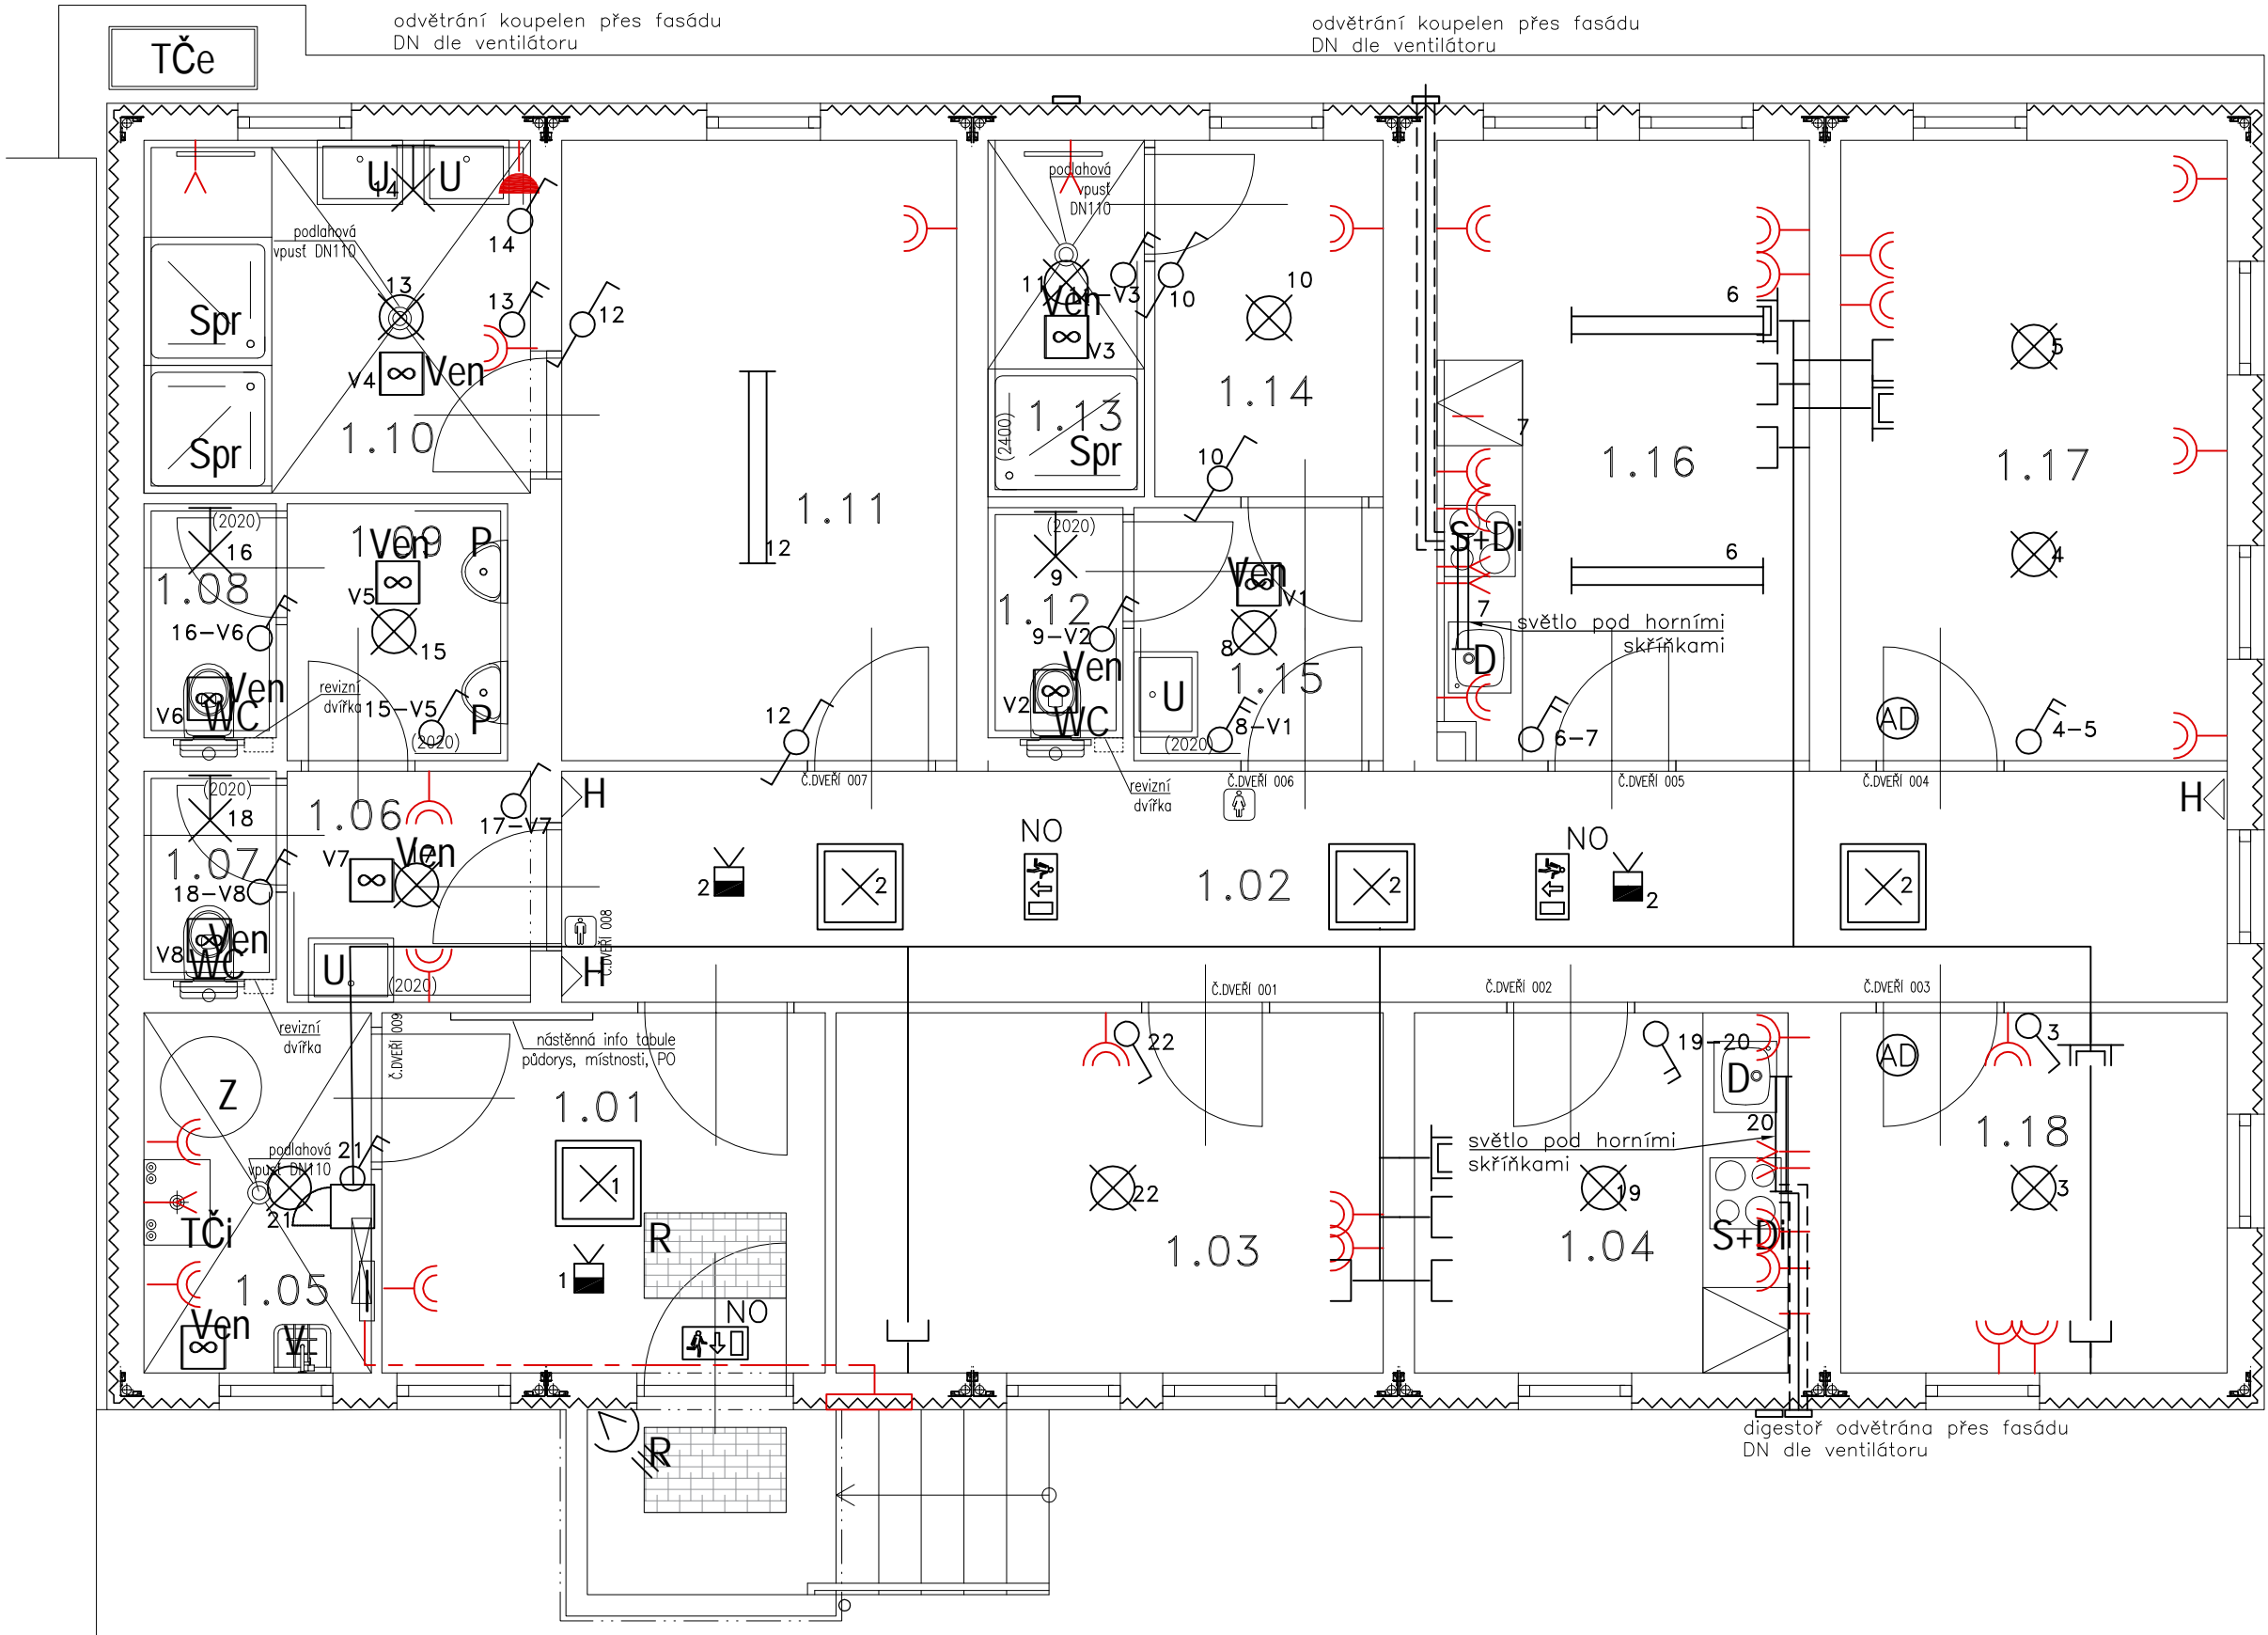 odvětrání koupelen přes fasádu
DN dle ventilátoru
odvětrání koupelen přes fasádu
DN dle ventilátoru
TČe
U
14
U
podlahová
vpusť DN110
14
13
13
12
Spr
V4
Ven
Spr
1.10
podlahová
vpusť
DN110
11
Ven
11-V3
10
10
V3
1.14
1.13
(2400)
Spr
10
6
7
1.16
5
1.17
1.11
12
(2020)
16
1.09
Ven
P
1.08
V5
16-V6
15
Ven
V6
WC
revizní
dvířka
15-V5
P
(2020)
(2020)
9
1.12
9-V2
Ven
V2
WC
Ven
V1
8
1.15
U
8-V1
(2020)
12
S+Di
6
7
světlo pod horními
skříňkami
D
6-7
4
AD
4-5
Č.DVEŘÍ 007
Č.DVEŘÍ 006
Č.DVEŘÍ 005
Č.DVEŘÍ 004
revizní
dvířka
(2020)
18
1.06
17-V7
H
H
1.07
V7
Ven
17
18-V8
Ven
V8
WC
U
(2020)
Č.DVEŘÍ 008
H
2
2
NO
1.02
2
NO
2
2
revizní
dvířka
Č.DVEŘÍ 009
nástěnná info tabule
půdorys, místnosti, PO
Č.DVEŘÍ 001
Č.DVEŘÍ 002
Č.DVEŘÍ 003
Z
1.01
22
19-20
D
AD
3
podlahová
vpusť DN110
21
21
1
22
20
světlo pod horními
skříňkami
19
1.18
3
TČi
1.05
R
1
NO
1.03
1.04
S+Di
Ven
V
R
digestoř odvětrána přes fasádu
DN dle ventilátoru